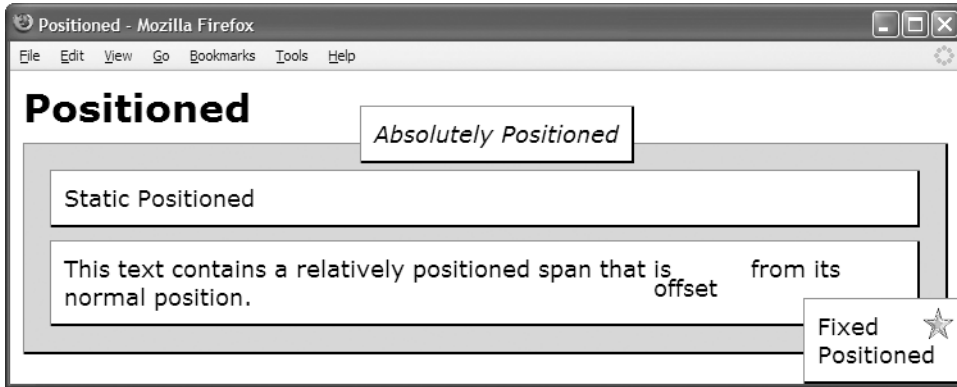 Positioned - Mozilla Firefox
File Edit View Go Bookmarks Tools Help
Positioned
Absolutely Positioned
Static Positioned
This text contains a relatively positioned span that is offset from its
normal position.
Fixed
Positioned